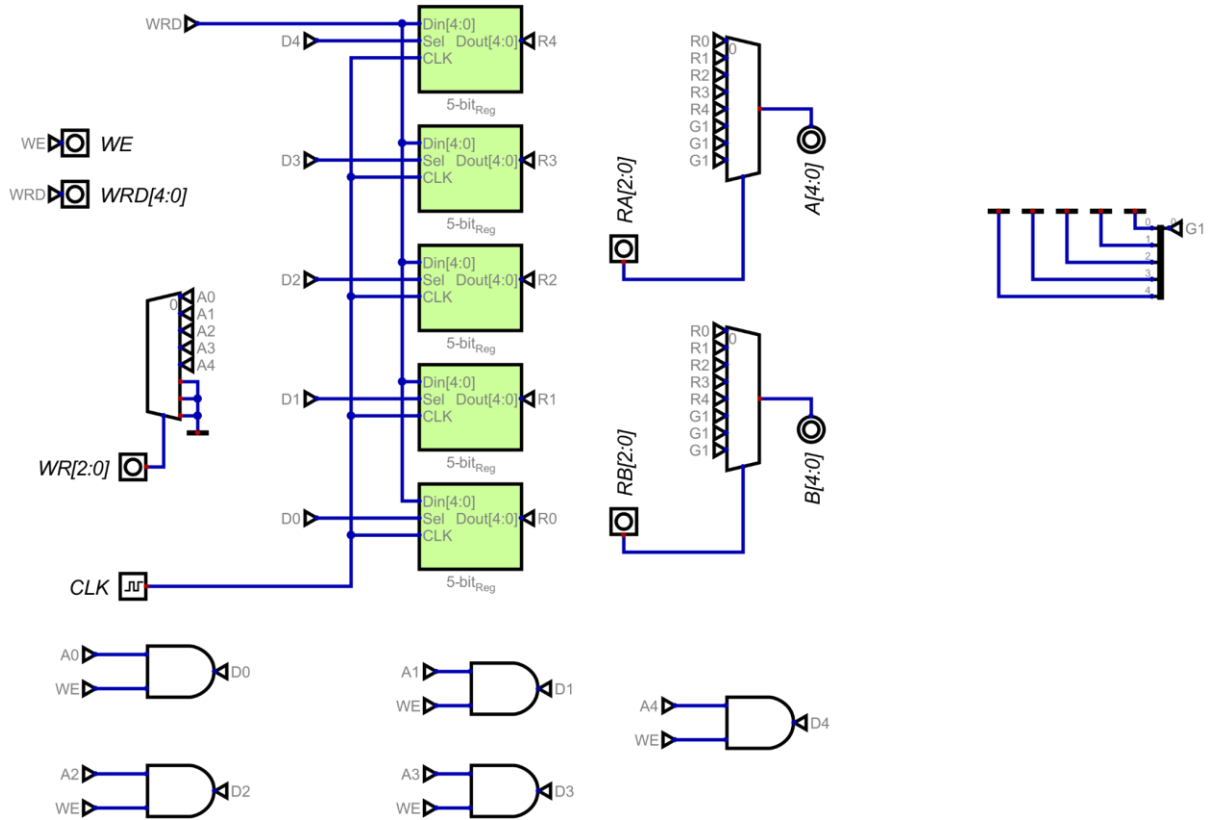 WRD
D4
Din[4:0]
Sel Dout[4:0]
CLK
R4
5-bitReg
WE
WE
WRD
WRD[4:0]
D3
Din[4:0]
Sel Dout[4:0]
CLK
R3
5-bitReg
D2
Din[4:0]
Sel Dout[4:0]
CLK
R2
5-bitReg
0
A0
A1
A2
A3
A4
WR[2:0]
D1
Din[4:0]
Sel Dout[4:0]
CLK
R1
5-bitReg
D0
Din[4:0]
Sel Dout[4:0]
CLK
R0
5-bitReg
CLK
R0
R1
R2
R3
R4
G1
G1
G1
0
A[4:0]
RA[2:0]
R0
R1
R2
R3
R4
G1
G1
G1
0
B[4:0]
RB[2:0]
0
1
2
3
4
G1
A0
WE
D0
A1
WE
D1
A4
WE
D4
A2
WE
D2
A3
WE
D3